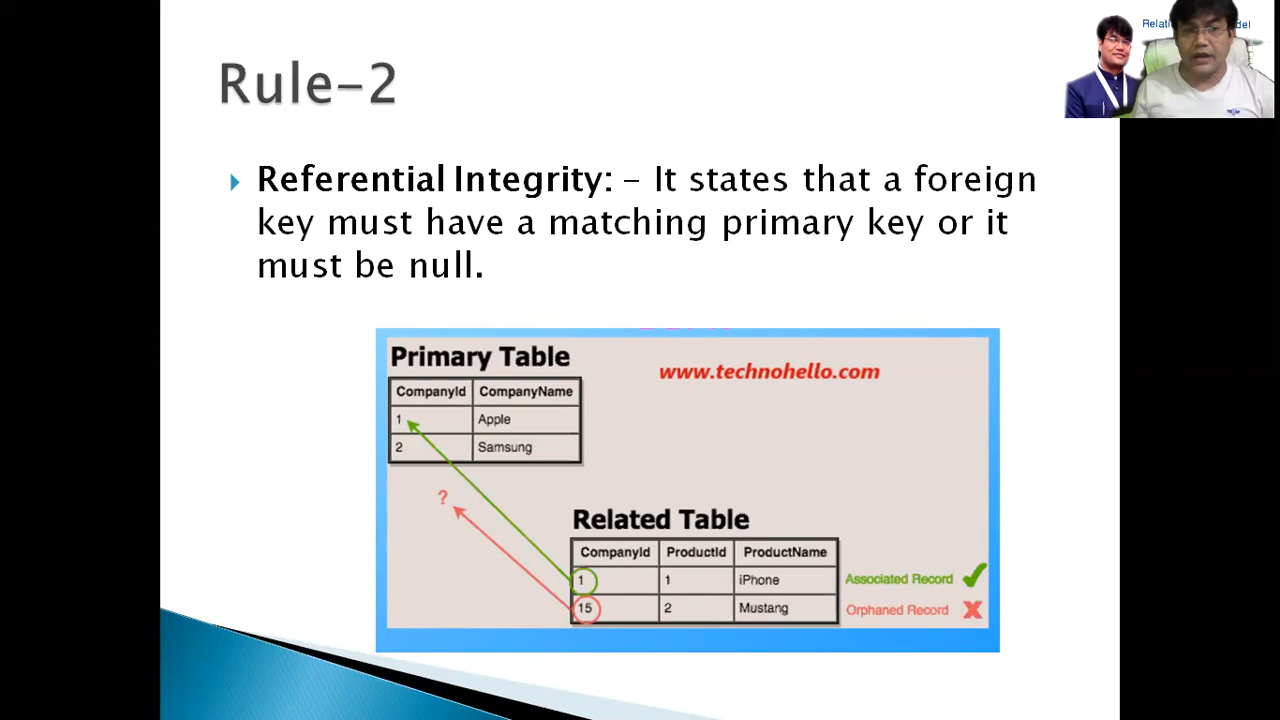 Rule-2
Referential Integrity: - It states that a foreign
key must have a matching primary key or it
must be null.
Primary Table
www.technohello.com
CompanyId CompanyName
1 Apple
2 Samsung
?
Related Table
CompanyId ProductId ProductName
1 1 iPhone Associated Record
15 2 Mustang Orphaned Record